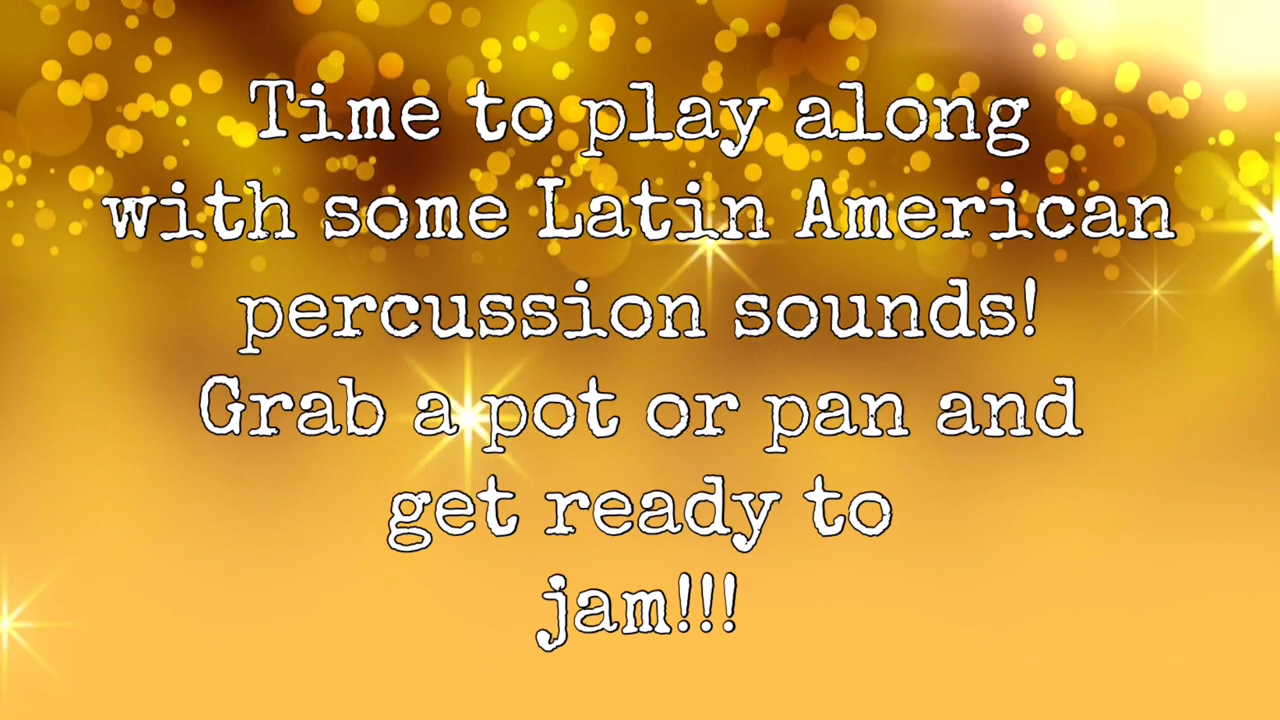 Time to play along
with some Latin American
percussion sounds!
Grab a pot or pan and
get ready to
jam!!!